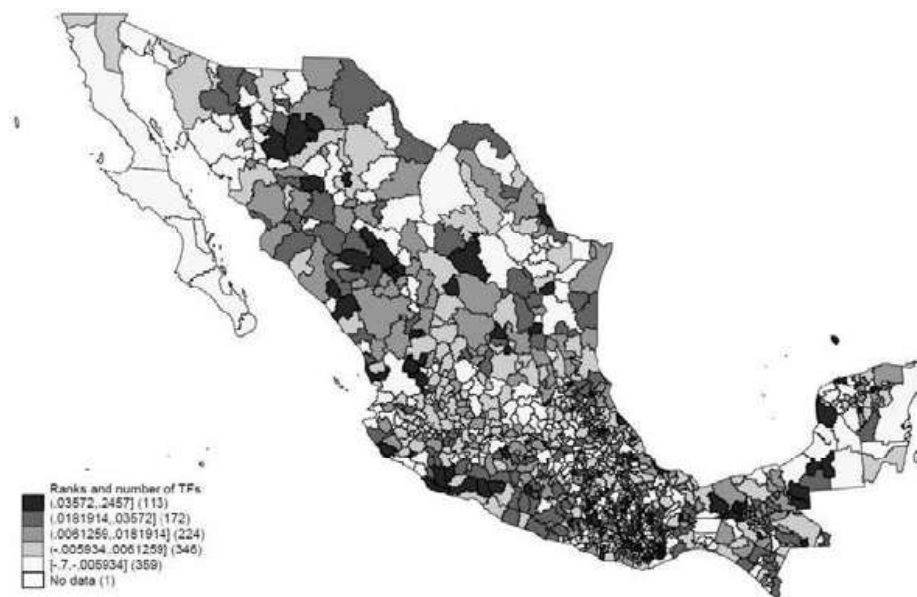 Ranks and number of TFs
(.03572,.2457] (113)
(.0181914,.03572] (172)
(.0061259,.0181914] (224)
(-.005934,.0061259] (346)
[-.7,-.005934] (359)
No data (1)